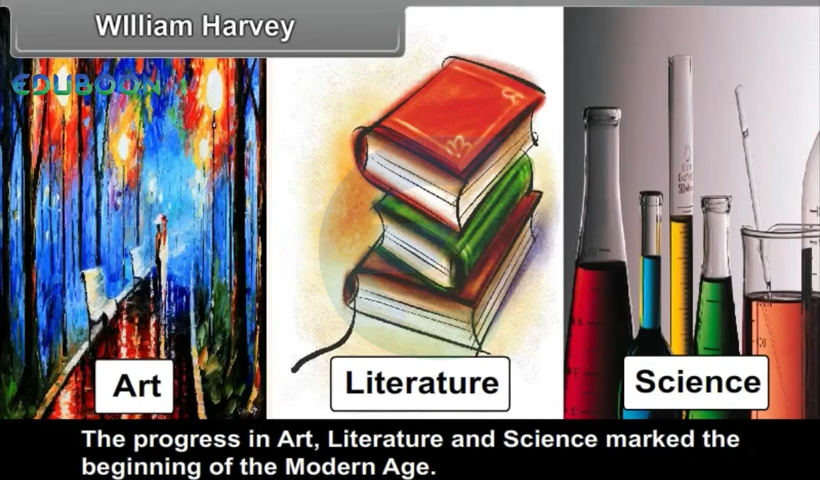 WIlliam Harvey
EDUBOON
Art
Literature
Science
The progress in Art, Literature and Science marked the
beginning of the Modern Age.